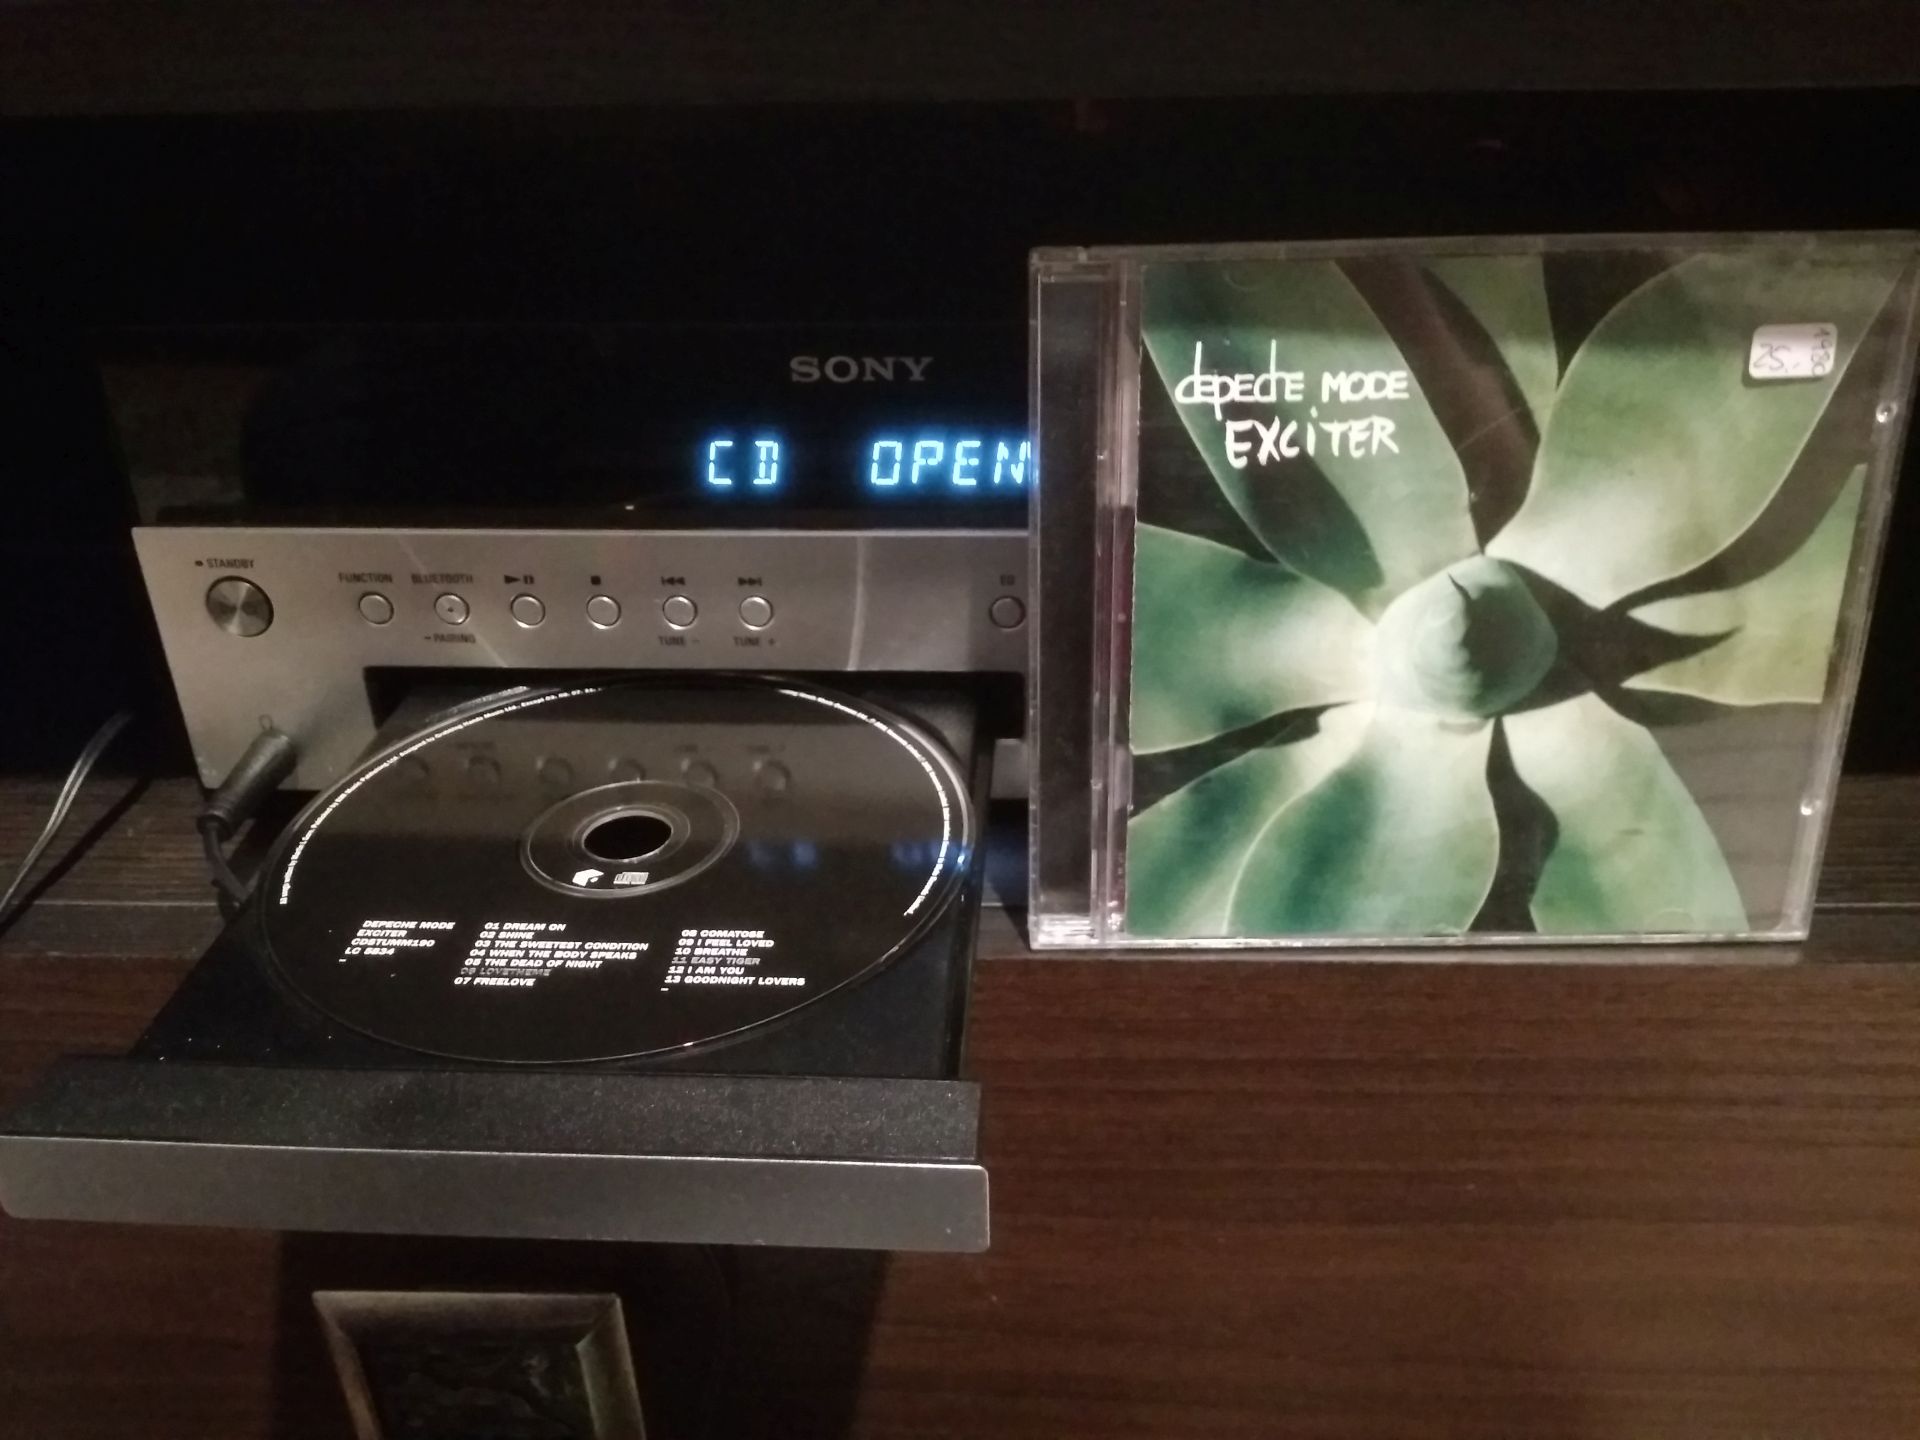 SONY
CD OPEN
STANDBY
FUNCTION
BLUETOOTH
PAIRING
TUNE -
TUNE +
EQ
depeche MODE
EXCiTER
25.-
DEPECHE MODE
EXCITER
CDSTUMM190
LC 5834
01 DREAM ON
02 SHINE
03 THE SWEETEST CONDITION
04 WHEN THE BODY SPEAKS
05 THE DEAD OF NIGHT
06 LOVETHEME
07 FREELOVE
08 COMATOSE
09 I FEEL LOVED
10 BREATHE
11 EASY TIGER
12 I AM YOU
13 GOODNIGHT LOVERS